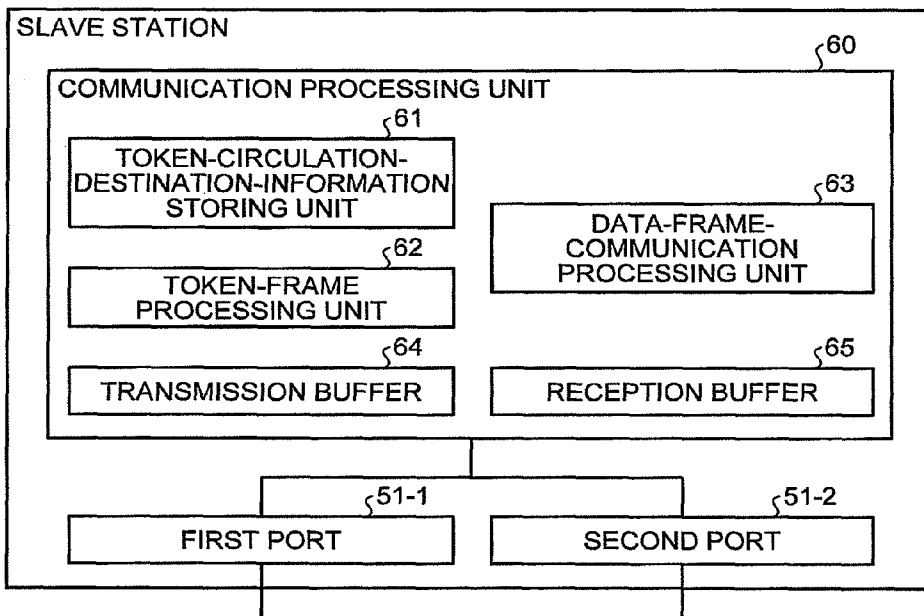 SLAVE STATION
60
COMMUNICATION PROCESSING UNIT
61
TOKEN-CIRCULATION-
DESTINATION-INFORMATION
STORING UNIT
63
DATA-FRAME-
COMMUNICATION
PROCESSING UNIT
62
TOKEN-FRAME
PROCESSING UNIT
64
TRANSMISSION BUFFER
65
RECEPTION BUFFER
51-1
FIRST PORT
51-2
SECOND PORT